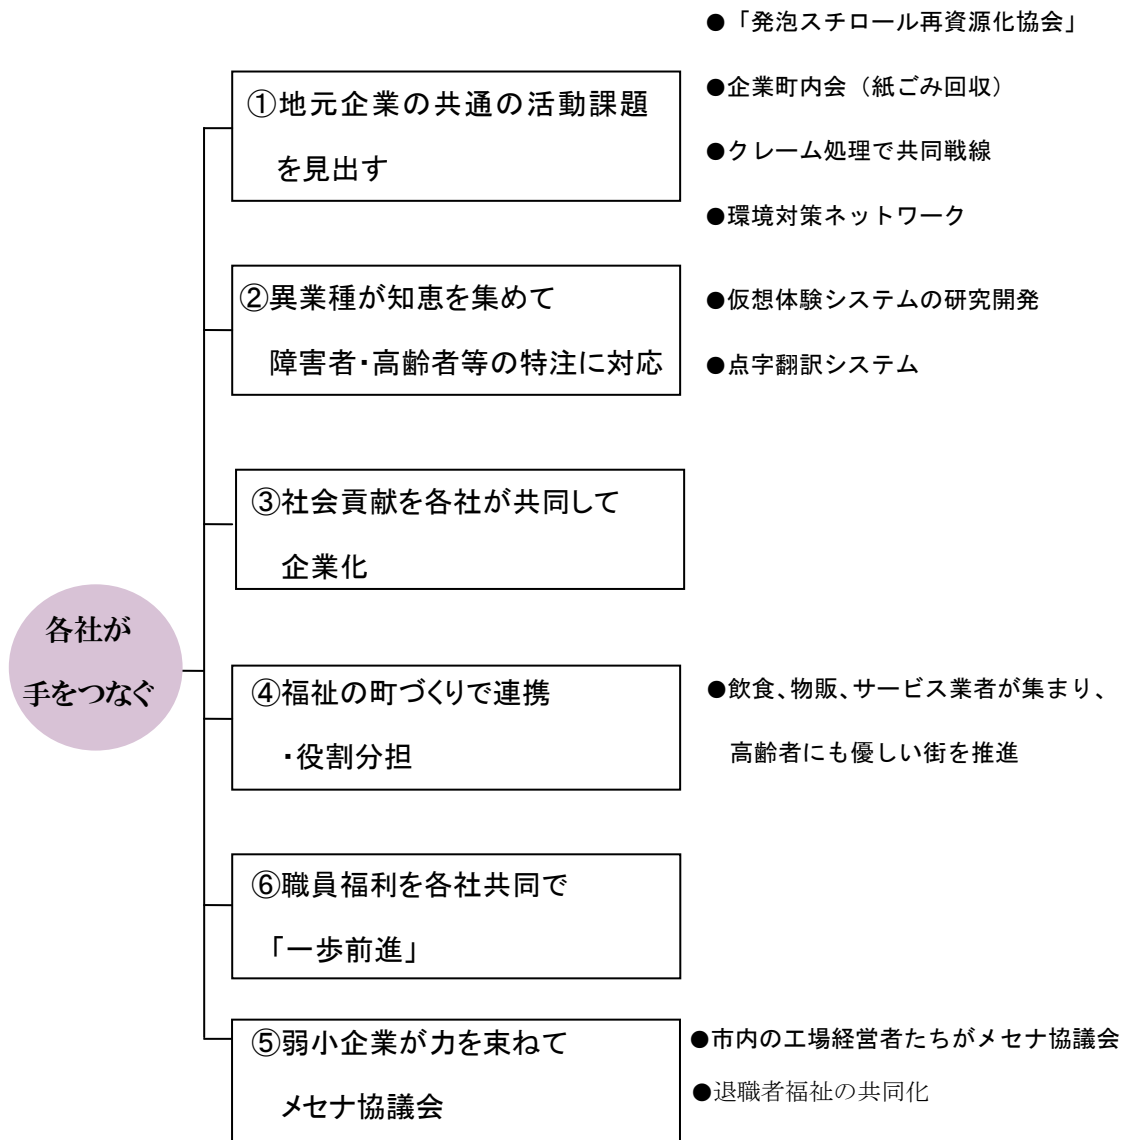 各社が
手をつなぐ
①地元企業の共通の活動課題
を見出す
●「発泡スチロール再資源化協会」
●企業町内会（紙ごみ回収）
●クレーム処理で共同戦線
●環境対策ネットワーク
②異業種が知恵を集めて
障害者・高齢者等の特注に対応
●仮想体験システムの研究開発
●点字翻訳システム
③社会貢献を各社が共同して
企業化
④福祉の町づくりで連携
・役割分担
●飲食、物販、サービス業者が集まり、
高齢者にも優しい街を推進
⑥職員福利を各社共同で
「一歩前進」
⑤弱小企業が力を束ねて
メセナ協議会
●市内の工場経営者たちがメセナ協議会
●退職者福祉の共同化